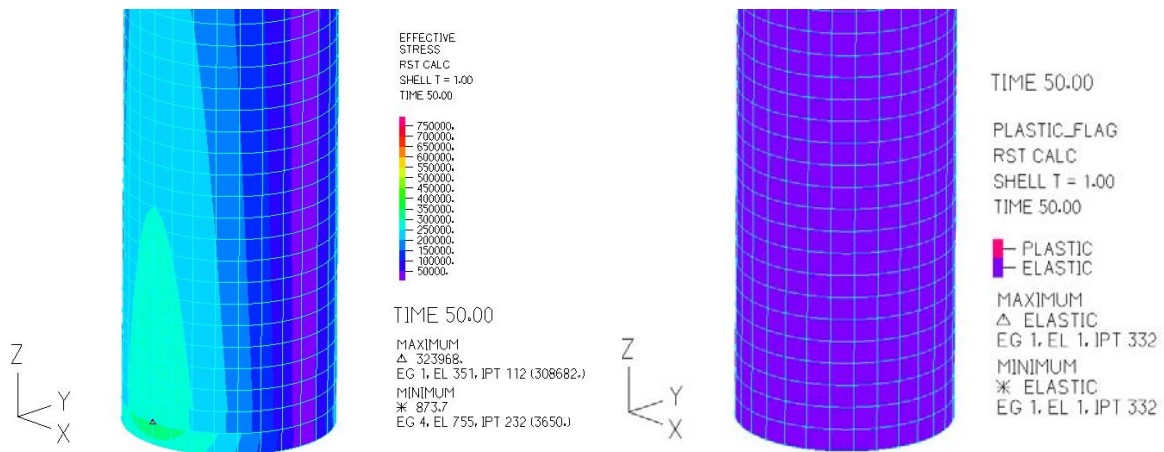 EFFECTIVE
STRESS
RST CALC
SHELL T = 1.00
TIME 50.00
750000.
700000.
650000.
600000.
550000.
500000.
450000.
400000.
350000.
300000.
250000.
200000.
150000.
100000.
50000.
TIME 50.00
MAXIMUM
△ 323968.
EG 1, EL 351, IPT 112 (308682.)
MINIMUM
* 873.7
EG 4, EL 755, IPT 232 (3650.)
Z
Y
X
TIME 50.00
PLASTIC_FLAG
RST CALC
SHELL T = 1.00
TIME 50.00
PLASTIC
ELASTIC
MAXIMUM
△ ELASTIC
EG 1, EL 1, IPT 332
MINIMUM
* ELASTIC
EG 1, EL 1, IPT 332
Z
Y
X